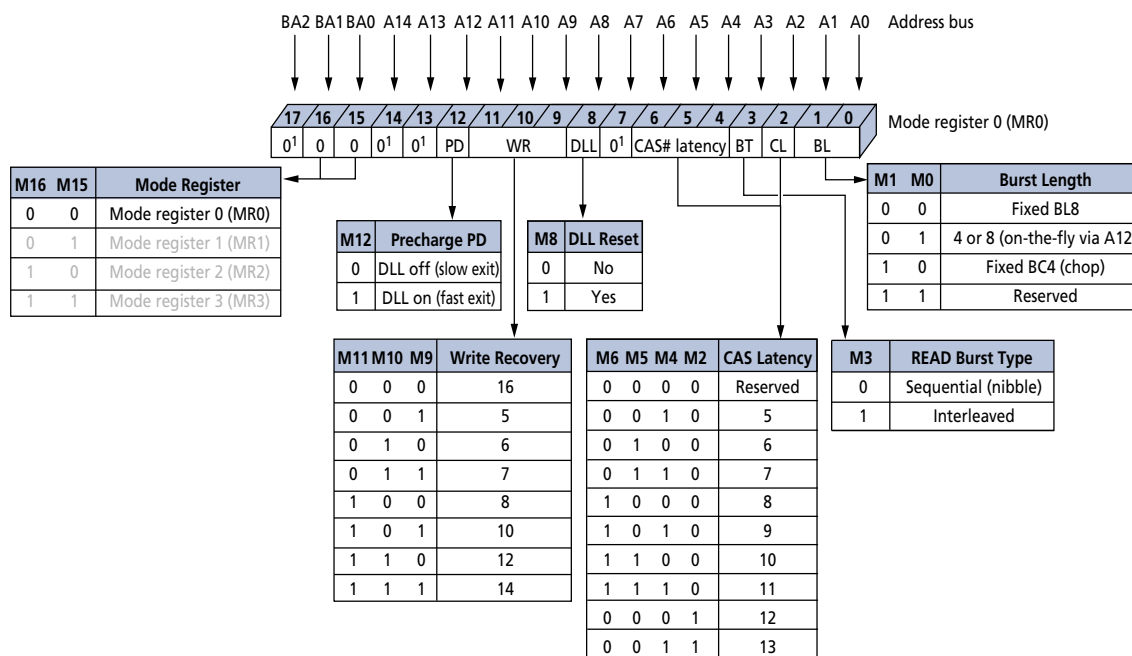 BA2 BA1 BA0 A14 A13 A12 A11 A10 A9 A8 A7 A6 A5 A4 A3 A2 A1 A0 Address bus
17 16 15 14 13 12 11 10 9 8 7 6 5 4 3 2 1 0
Mode register 0 (MR0)
0¹ 0 0 0¹ 0¹ PD WR DLL 0¹ CAS# latency BT CL BL
M16 M15 Mode Register
0 0 Mode register 0 (MR0)
0 1 Mode register 1 (MR1)
1 0 Mode register 2 (MR2)
1 1 Mode register 3 (MR3)
M12 Precharge PD
0 DLL off (slow exit)
1 DLL on (fast exit)
M8 DLL Reset
0 No
1 Yes
M1 M0 Burst Length
0 0 Fixed BL8
0 1 4 or 8 (on-the-fly via A12
1 0 Fixed BC4 (chop)
1 1 Reserved
M11 M10 M9 Write Recovery
0 0 0 16
0 0 1 5
0 1 0 6
0 1 1 7
1 0 0 8
1 0 1 10
1 1 0 12
1 1 1 14
M6 M5 M4 M2 CAS Latency
0 0 0 0 Reserved
0 0 1 0 5
0 1 0 0 6
0 1 1 0 7
1 0 0 0 8
1 0 1 0 9
1 1 0 0 10
1 1 1 0 11
0 0 0 1 12
0 0 1 1 13
M3 READ Burst Type
0 Sequential (nibble)
1 Interleaved